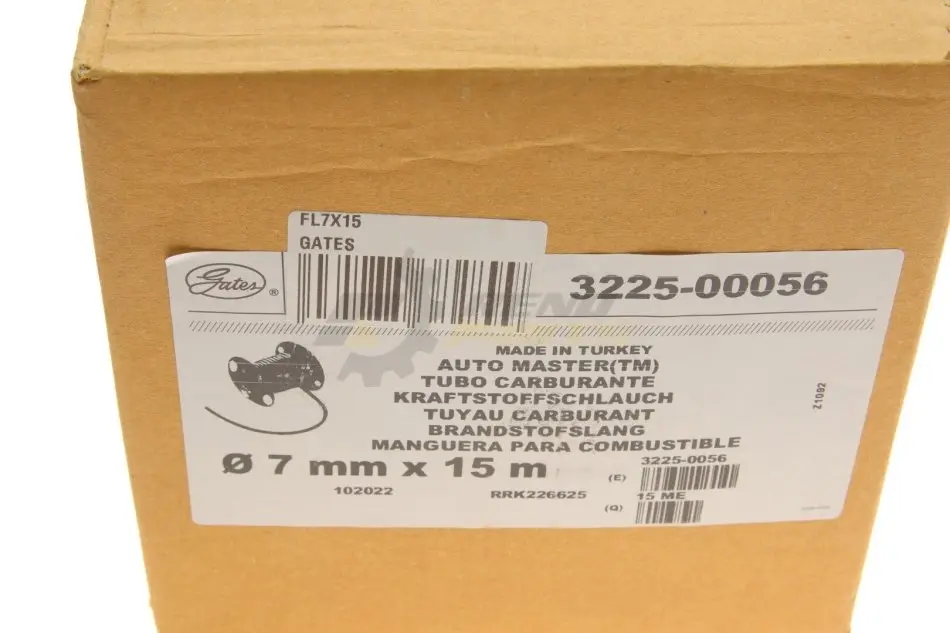 FL7X15
GATES
Gates ®
3225-00056
MADE IN TURKEY
AUTO MASTER(TM)
TUBO CARBURANTE
KRAFTSTOFFSCHLAUCH
TUYAU CARBURANT
BRANDSTOFSLANG
MANGUERA PARA COMBUSTIBLE
Ø 7 mm x 15 m
(E) 3225-0056
102022
RRK226625
(Q) 15 ME
Z1092